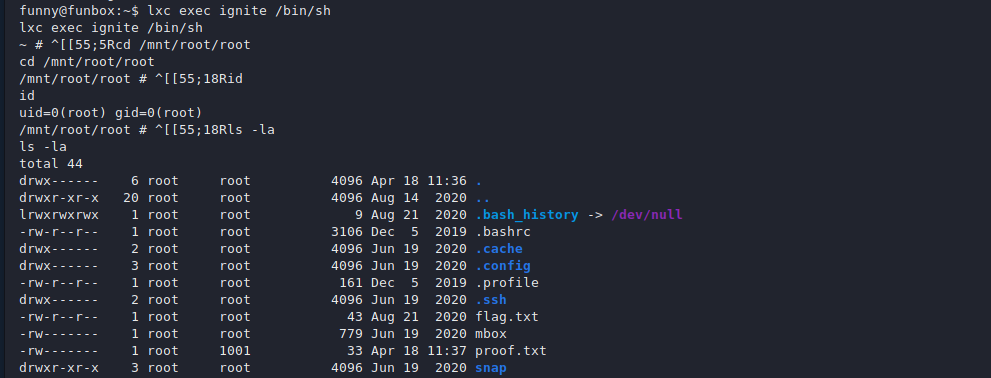 funny@funbox:~$ lxc exec ignite /bin/sh
lxc exec ignite /bin/sh
~ # ^[[55;5Rcd /mnt/root/root
cd /mnt/root/root
/mnt/root/root # ^[[55;18Rid
id
uid=0(root) gid=0(root)
/mnt/root/root # ^[[55;18Rls -la
ls -la
total 44
drwx------    6 root     root          4096 Apr 18 11:36 .
drwxr-xr-x   20 root     root          4096 Aug 14  2020 ..
lrwxrwxrwx    1 root     root             9 Aug 21  2020 .bash_history -> /dev/null
-rw-r--r--    1 root     root          3106 Dec  5  2019 .bashrc
drwx------    2 root     root          4096 Jun 19  2020 .cache
drwx------    3 root     root          4096 Jun 19  2020 .config
-rw-r--r--    1 root     root           161 Dec  5  2019 .profile
drwx------    2 root     root          4096 Jun 19  2020 .ssh
-rw-r--r--    1 root     root            43 Aug 21  2020 flag.txt
-rw-------    1 root     root           779 Jun 19  2020 mbox
-rw-------    1 root     1001            33 Apr 18 11:37 proof.txt
drwxr-xr-x    3 root     root          4096 Jun 19  2020 snap